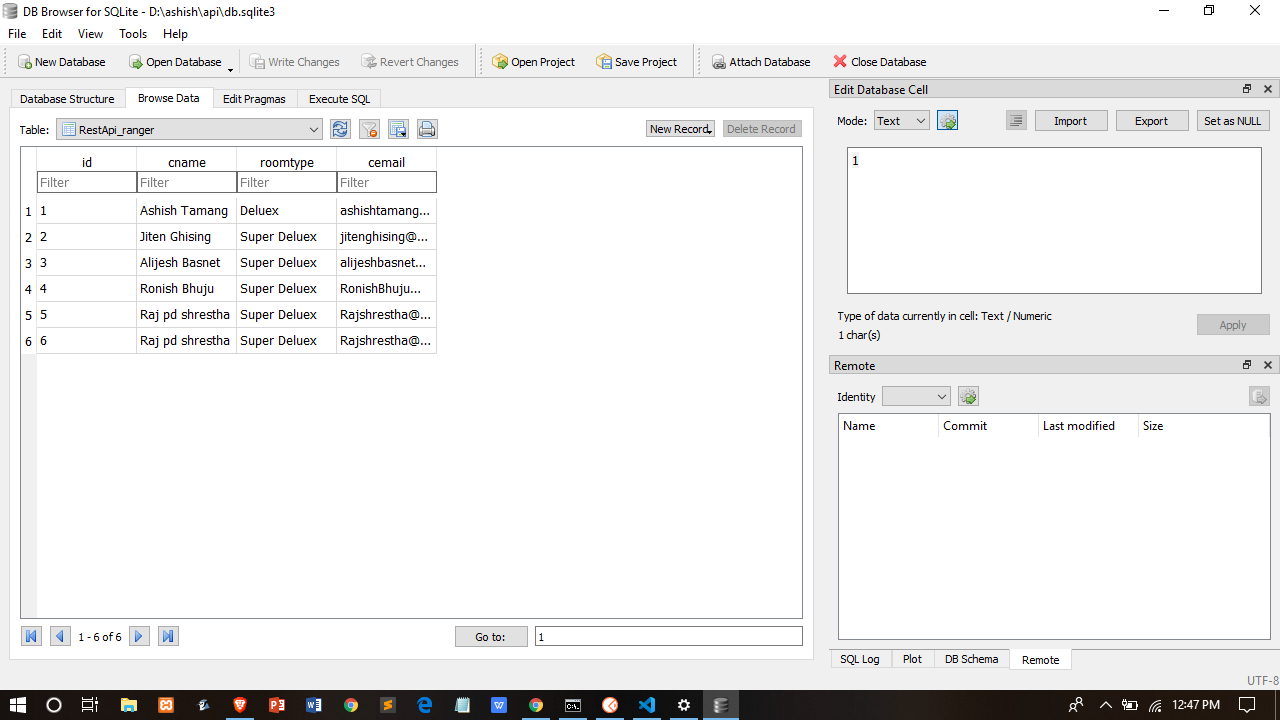 DB Browser for SQLite - D:\ashish\api\db.sqlite3
File Edit View Tools Help
New Database Open Database Write Changes Revert Changes Open Project Save Project Attach Database Close Database
Database Structure Browse Data Edit Pragmas Execute SQL
Table: RestApi_ranger New Record Delete Record
id cname roomtype cemail
Filter Filter Filter Filter
1 1 Ashish Tamang Deluex ashishtamang...
2 2 Jiten Ghising Super Deluex jitenghising@...
3 3 Alijesh Basnet Super Deluex alijeshbasnet...
4 4 Ronish Bhuju Super Deluex RonishBhuju...
5 5 Raj pd shrestha Super Deluex Rajshrestha@...
6 6 Raj pd shrestha Super Deluex Rajshrestha@...
1 - 6 of 6 Go to: 1
Edit Database Cell
Mode: Text Import Export Set as NULL
1
Type of data currently in cell: Text / Numeric
1 char(s)
Apply
Remote
Identity
Name Commit Last modified Size
SQL Log Plot DB Schema Remote
UTF-8
12:47 PM